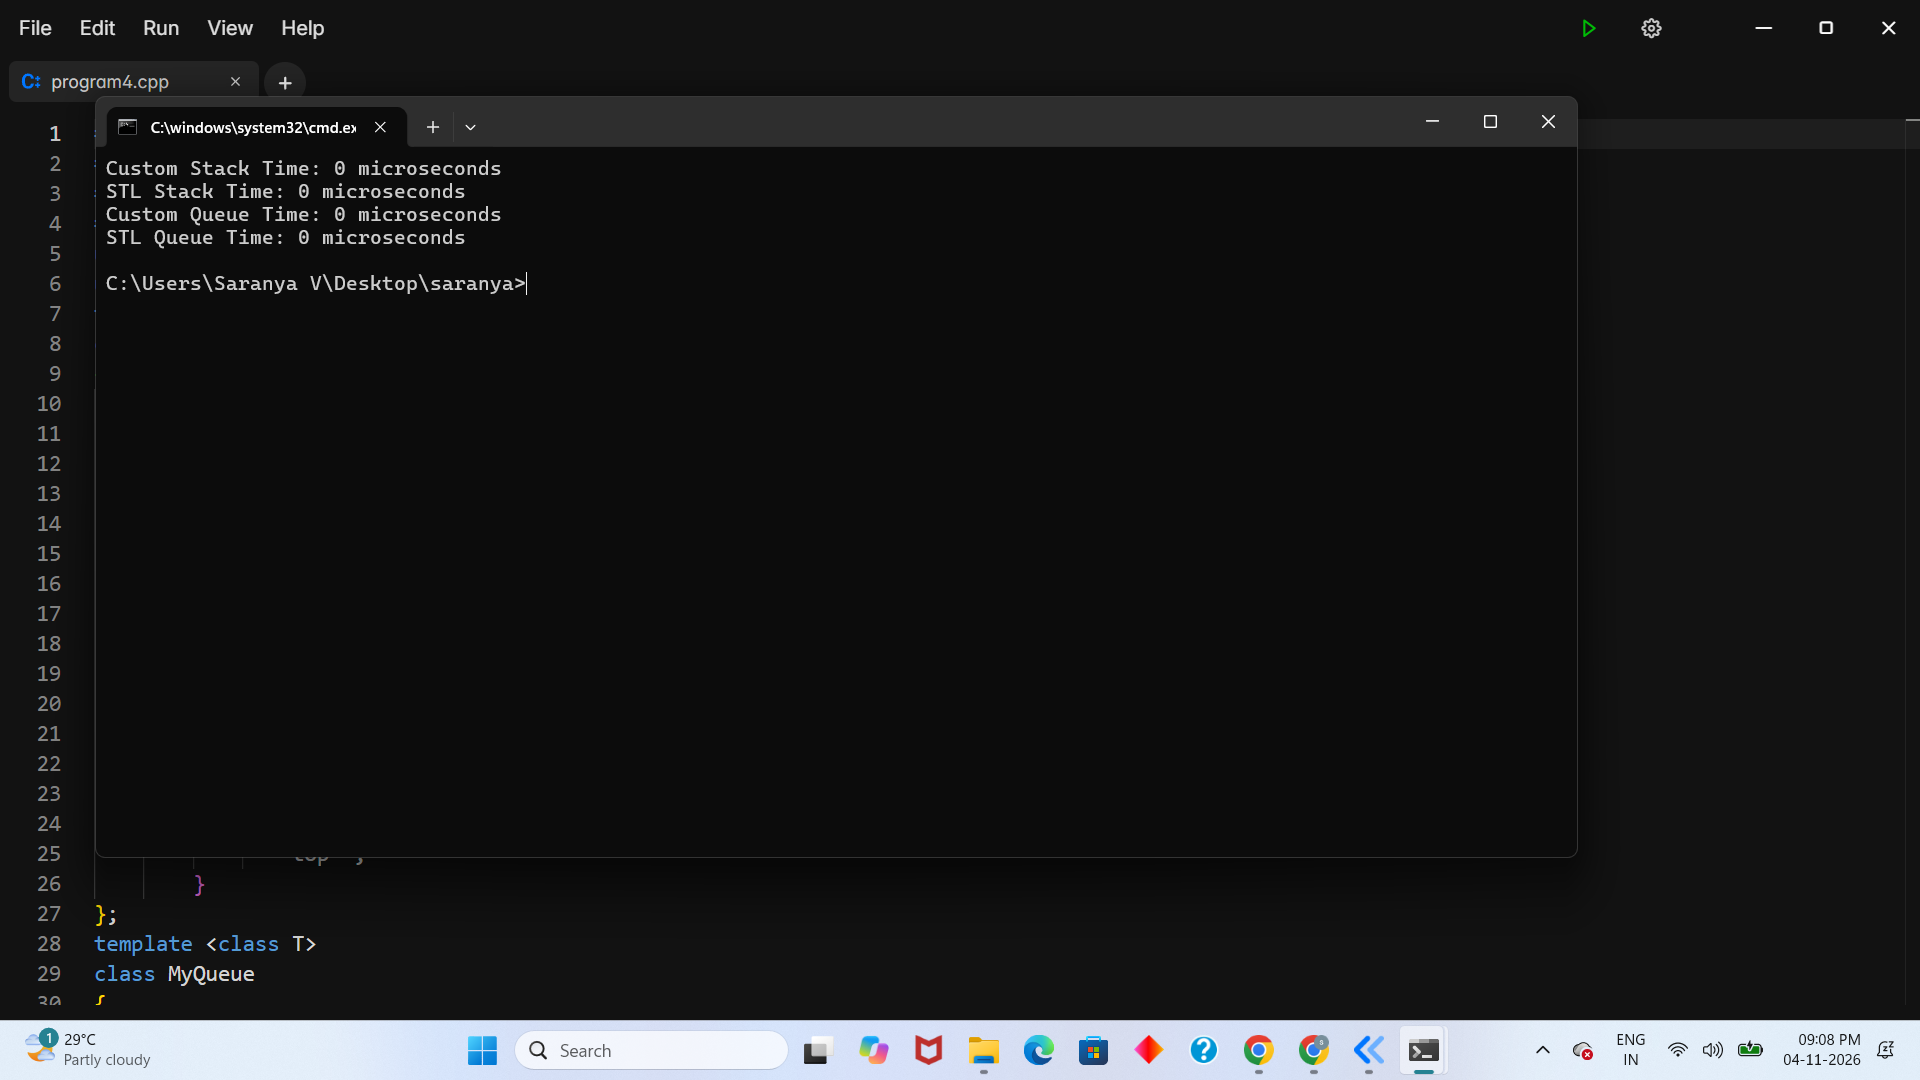 File Edit Run View Help
program4.cpp
C:\windows\system32\cmd.ex
1
2
3
4
5
6
7
8
9
10
11
12
13
14
15
16
17
18
19
20
21
22
23
24
25
26 }
27 };
28 template <class T>
29 class MyQueue
30 {
Custom Stack Time: 0 microseconds
STL Stack Time: 0 microseconds
Custom Queue Time: 0 microseconds
STL Queue Time: 0 microseconds
C:\Users\Saranya V\Desktop\saranya>
1
29°C
Partly cloudy
Search
ENG
IN
09:08 PM
04-11-2026